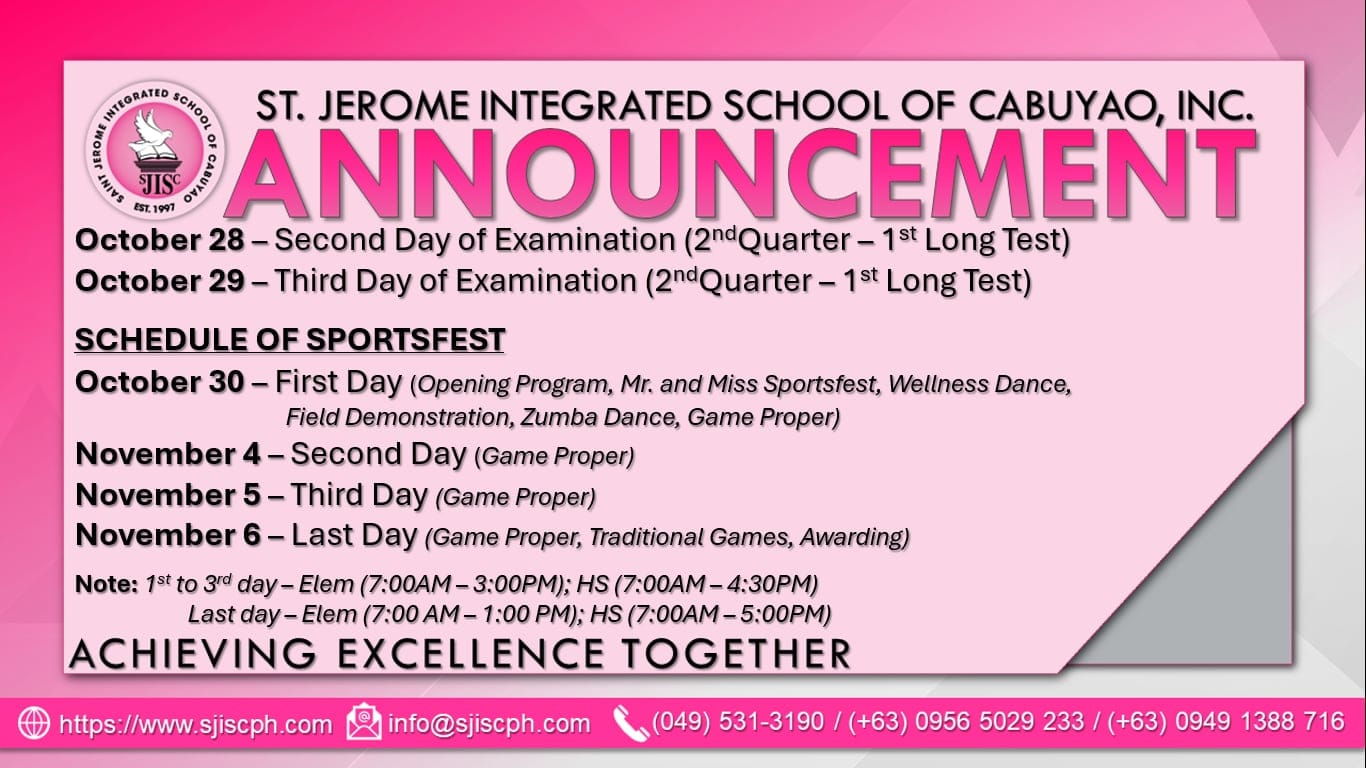 SAINT JEROME INTEGRATED SCHOOL OF CABUYAO
SJISC
EST. 1997
ST. JEROME INTEGRATED SCHOOL OF CABUYAO, INC.
ANNOUNCEMENT
October 28 – Second Day of Examination (2ndQuarter – 1st Long Test)
October 29 – Third Day of Examination (2ndQuarter – 1st Long Test)
SCHEDULE OF SPORTSFEST
October 30 – First Day (Opening Program, Mr. and Miss Sportsfest, Wellness Dance,
Field Demonstration, Zumba Dance, Game Proper)
November 4 – Second Day (Game Proper)
November 5 – Third Day (Game Proper)
November 6 – Last Day (Game Proper, Traditional Games, Awarding)
Note: 1st to 3rd day – Elem (7:00AM – 3:00PM); HS (7:00AM – 4:30PM)
Last day – Elem (7:00 AM – 1:00 PM); HS (7:00AM – 5:00PM)
ACHIEVING EXCELLENCE TOGETHER
https://www.sjiscph.com info@sjiscph.com (049) 531-3190 / (+63) 0956 5029 233 / (+63) 0949 1388 716